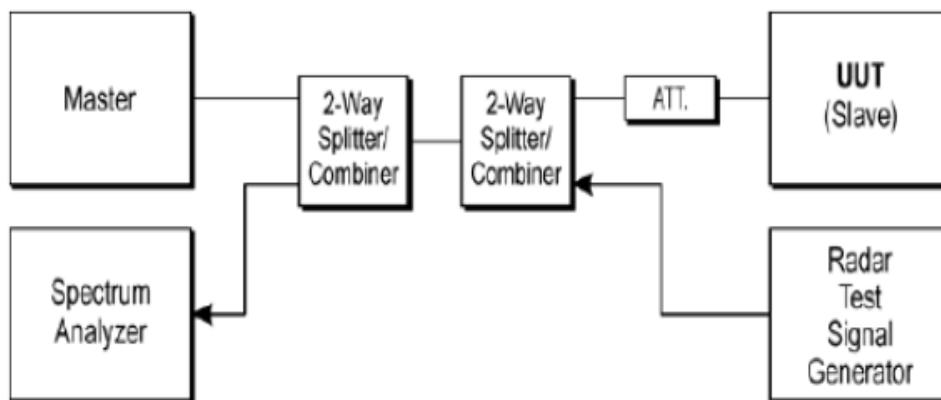 Master
2-Way
Splitter/
Combiner
2-Way
Splitter/
Combiner
ATT.
UUT
(Slave)
Spectrum
Analyzer
Radar
Test
Signal
Generator